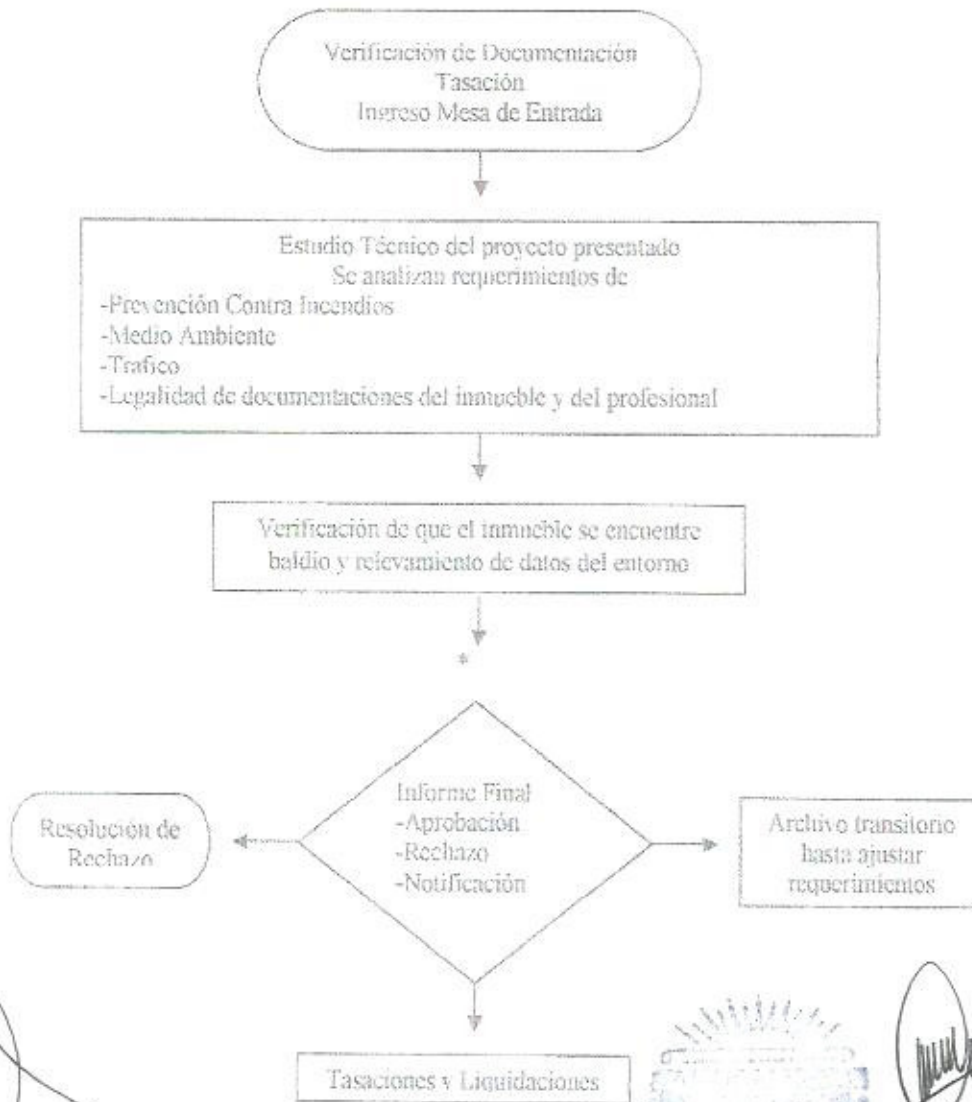 Verificación de Documentación
Tasación
Ingreso Mesa de Entrada
Estudio Técnico del proyecto presentado
Se analizan requerimientos de
-Prevención Contra Incendios
-Medio Ambiente
-Trafico
-Legalidad de documentaciones del inmueble y del profesional
Verificación de que el inmueble se encuentre
baldío y relevamiento de datos del entorno
*
Informe Final
-Aprobación
-Rechazo
-Notificación
Resolución de
Rechazo
Archivo transitorio
hasta ajustar
requerimientos
Tasaciones y Liquidaciones